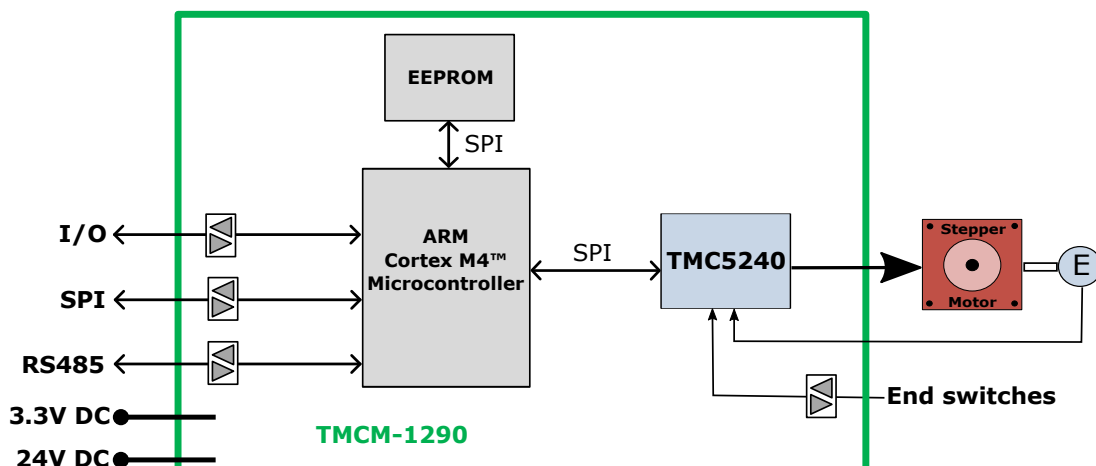 EEPROM
SPI
I/O
SPI
RS485
3.3V DC
24V DC
ARM
Cortex M4™
Microcontroller
SPI
TMC5240
Stepper
Motor
E
End switches
TMCM-1290